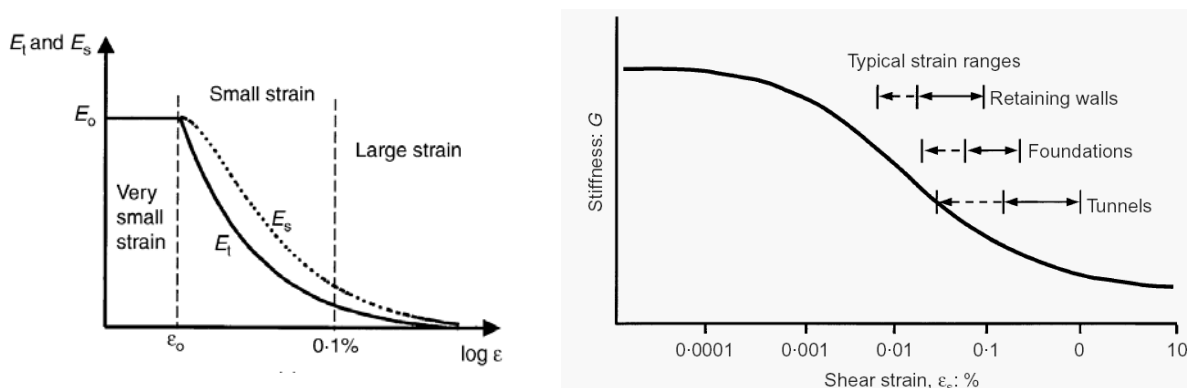 Eₜ and Eₛ
Small strain
Eₒ
Large strain
Very
small
strain
Eₛ
Eₜ
εₒ
0·1%
log ε
Typical strain ranges
Retaining walls
Foundations
Tunnels
Stiffness: G
0·0001
0·001
0·01
0·1
0
10
Shear strain, εₛ: %